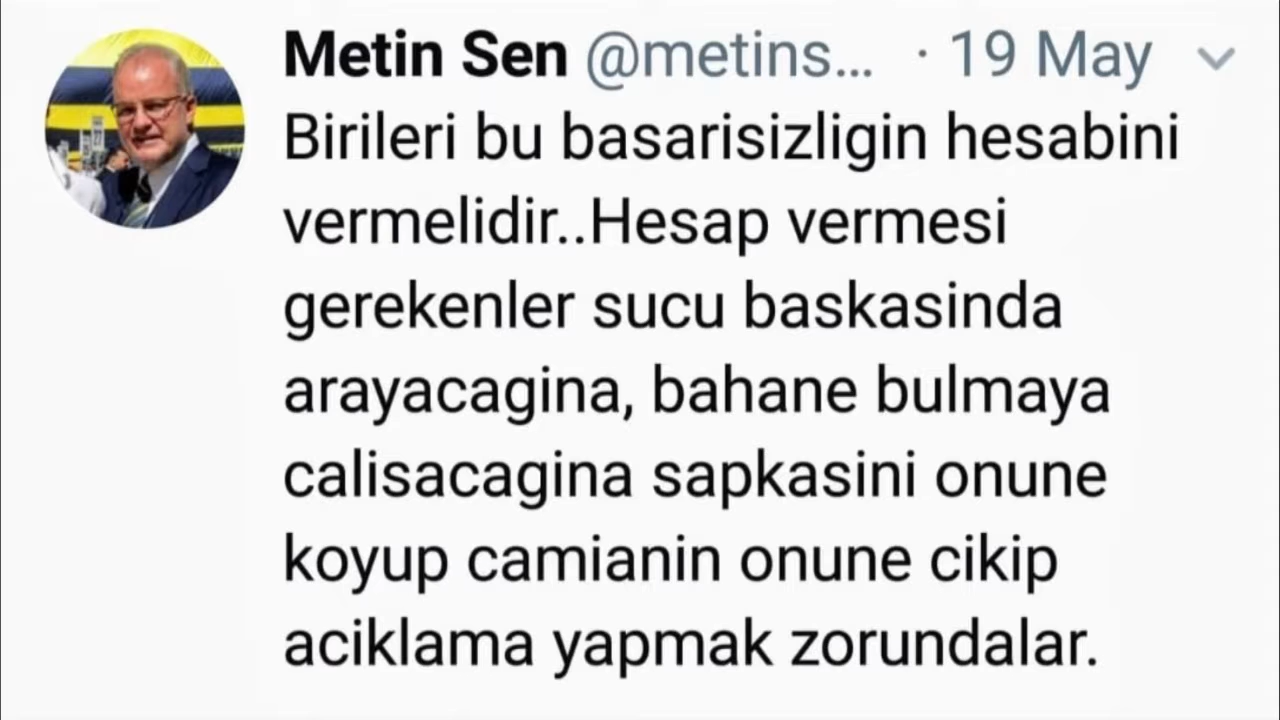 Metin Sen @metins... · 19 May
Birileri bu basarisizligin hesabini
vermelidir..Hesap vermesi
gerekenler sucu baskasinda
arayacagina, bahane bulmaya
calisacagina sapkasini onune
koyup camianin onune cikip
aciklama yapmak zorundalar.